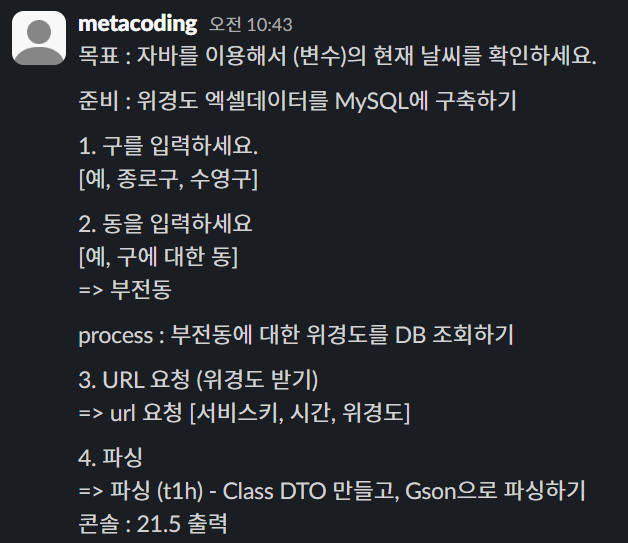 metacoding 오전 10:43
목표 : 자바를 이용해서 (변수)의 현재 날씨를 확인하세요.
준비 : 위경도 엑셀데이터를 MySQL에 구축하기
1. 구를 입력하세요.
[예, 종로구, 수영구]
2. 동을 입력하세요
[예, 구에 대한 동]
=> 부전동
process : 부전동에 대한 위경도를 DB 조회하기
3. URL 요청 (위경도 받기)
=> url 요청 [서비스키, 시간, 위경도]
4. 파싱
=> 파싱 (t1h) - Class DTO 만들고, Gson으로 파싱하기
콘솔 : 21.5 출력